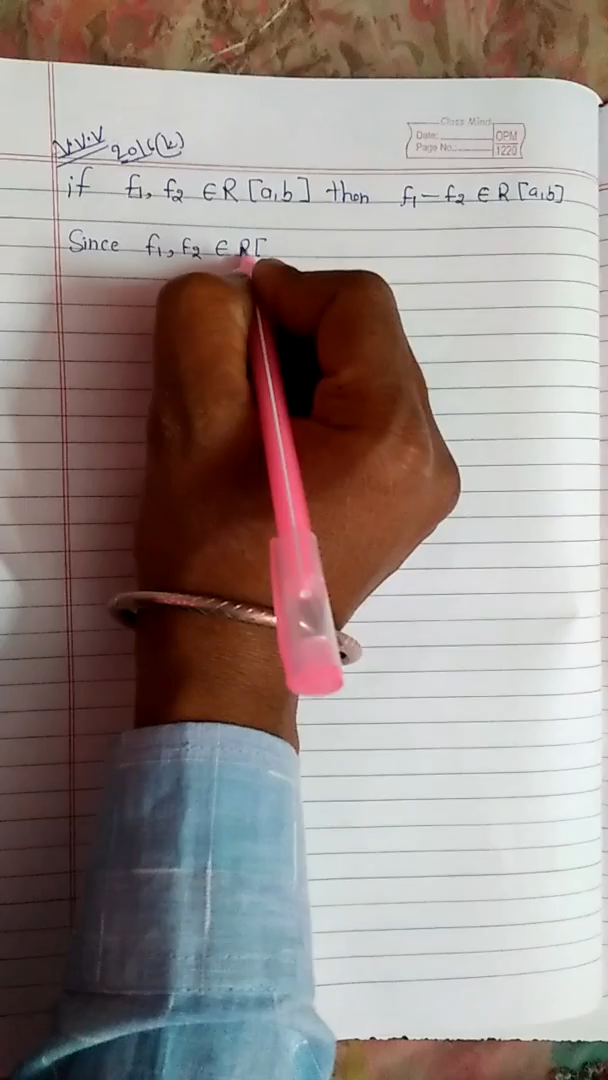 V.V.V 2016(k)
Class Mind
Date: OPM
Page No.: 1220
if f₁, f₂ ∈ R [a,b] then f₁ - f₂ ∈ R [a,b]
Since f₁, f₂ ∈ R [